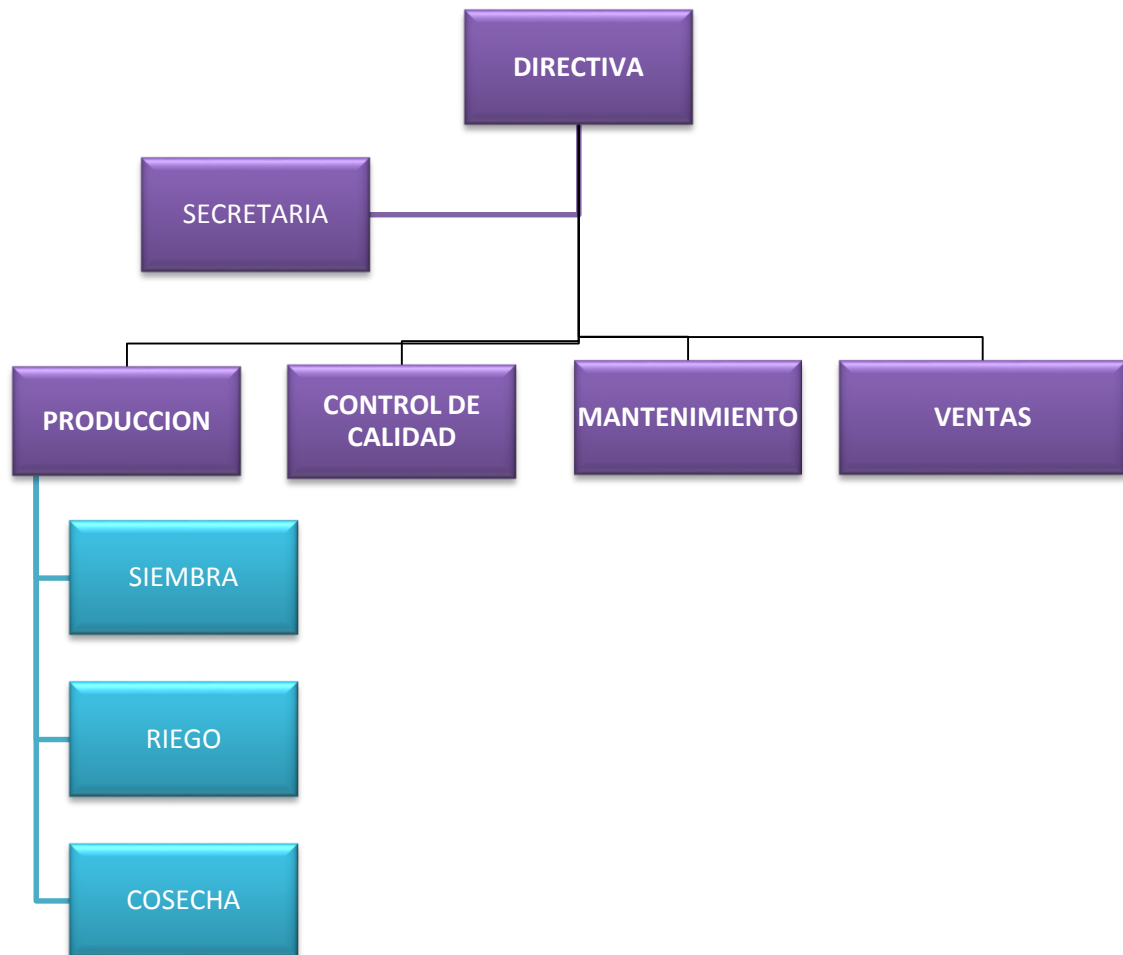 DIRECTIVA
SECRETARIA
PRODUCCION
CONTROL DE
CALIDAD
MANTENIMIENTO
VENTAS
SIEMBRA
RIEGO
COSECHA